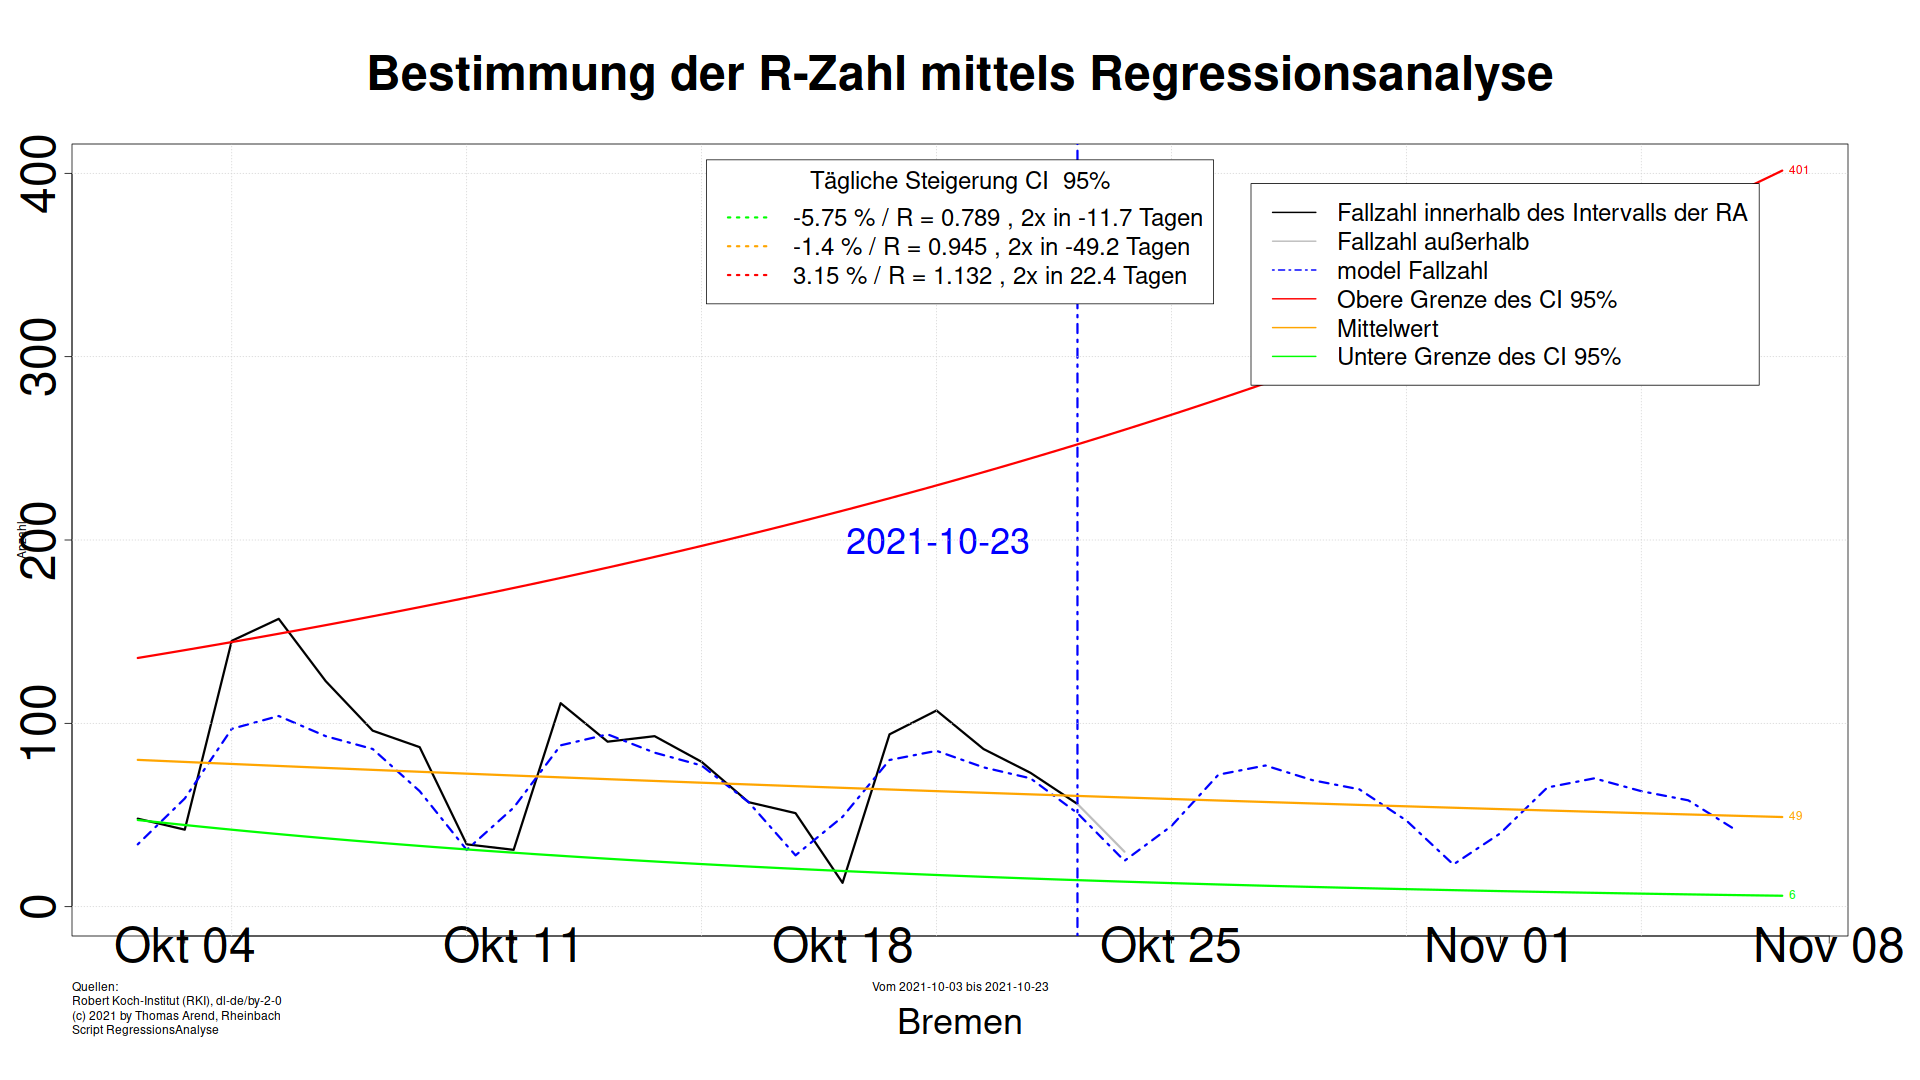 Bestimmung der R-Zahl mittels Regressionsanalyse
400
300
200
100
0
Anzahl
Tägliche Steigerung CI 95%
-5.75 % / R = 0.789 , 2x in -11.7 Tagen
-1.4 % / R = 0.945 , 2x in -49.2 Tagen
3.15 % / R = 1.132 , 2x in 22.4 Tagen
Fallzahl innerhalb des Intervalls der RA
Fallzahl außerhalb
model Fallzahl
Obere Grenze des CI 95%
Mittelwert
Untere Grenze des CI 95%
401
2021-10-23
49
6
Okt 04
Okt 11
Okt 18
Okt 25
Nov 01
Nov 08
Quellen:
Robert Koch-Institut (RKI), dl-de/by-2-0
(c) 2021 by Thomas Arend, Rheinbach
Script RegressionsAnalyse
Vom 2021-10-03 bis 2021-10-23
Bremen